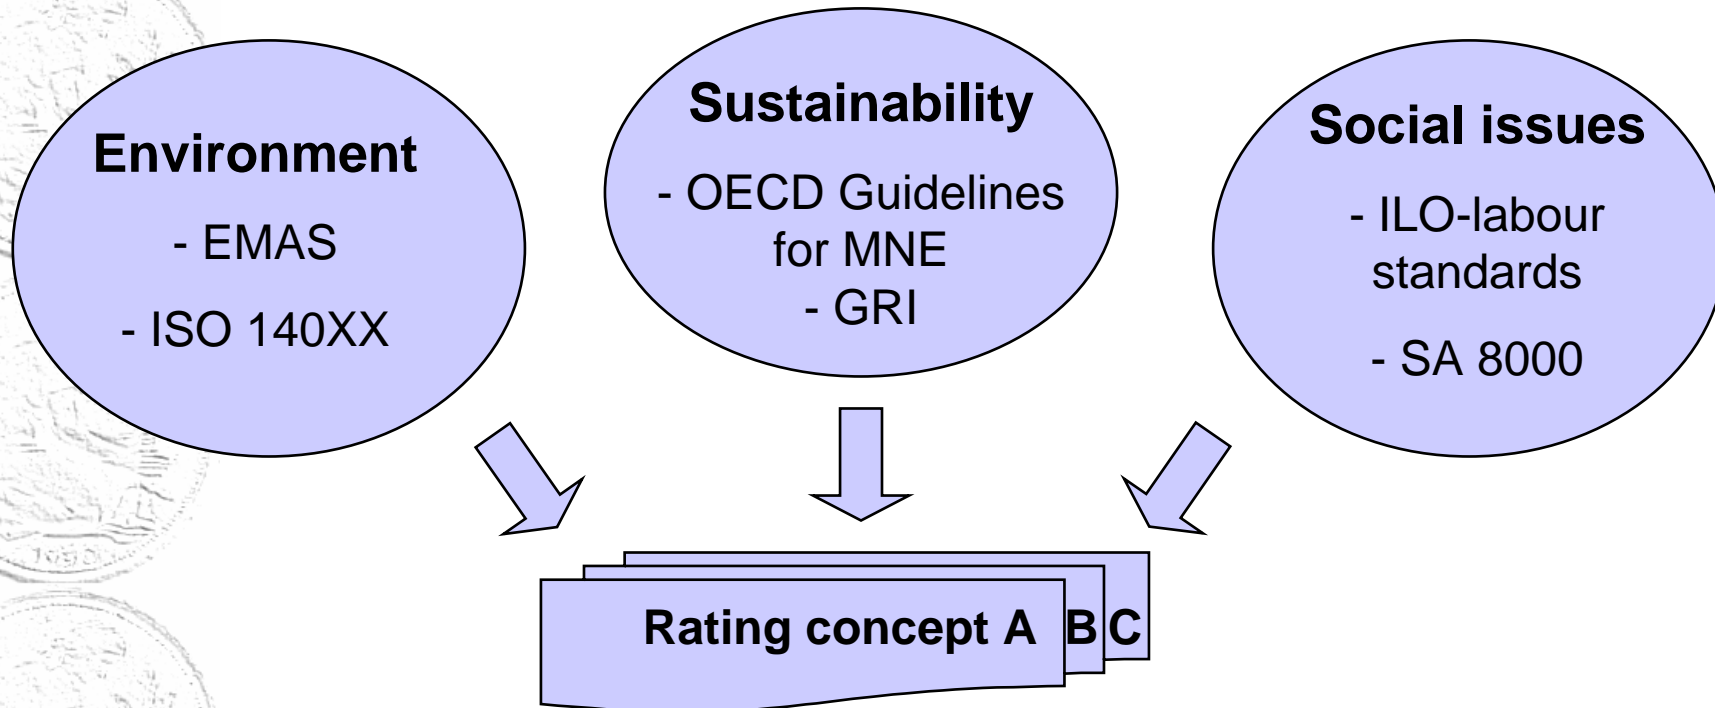 Environment
- EMAS
- ISO 140XX
Sustainability
- OECD Guidelines
for MNE
- GRI
Social issues
- ILO-labour
standards
- SA 8000
Rating concept A B C
1990